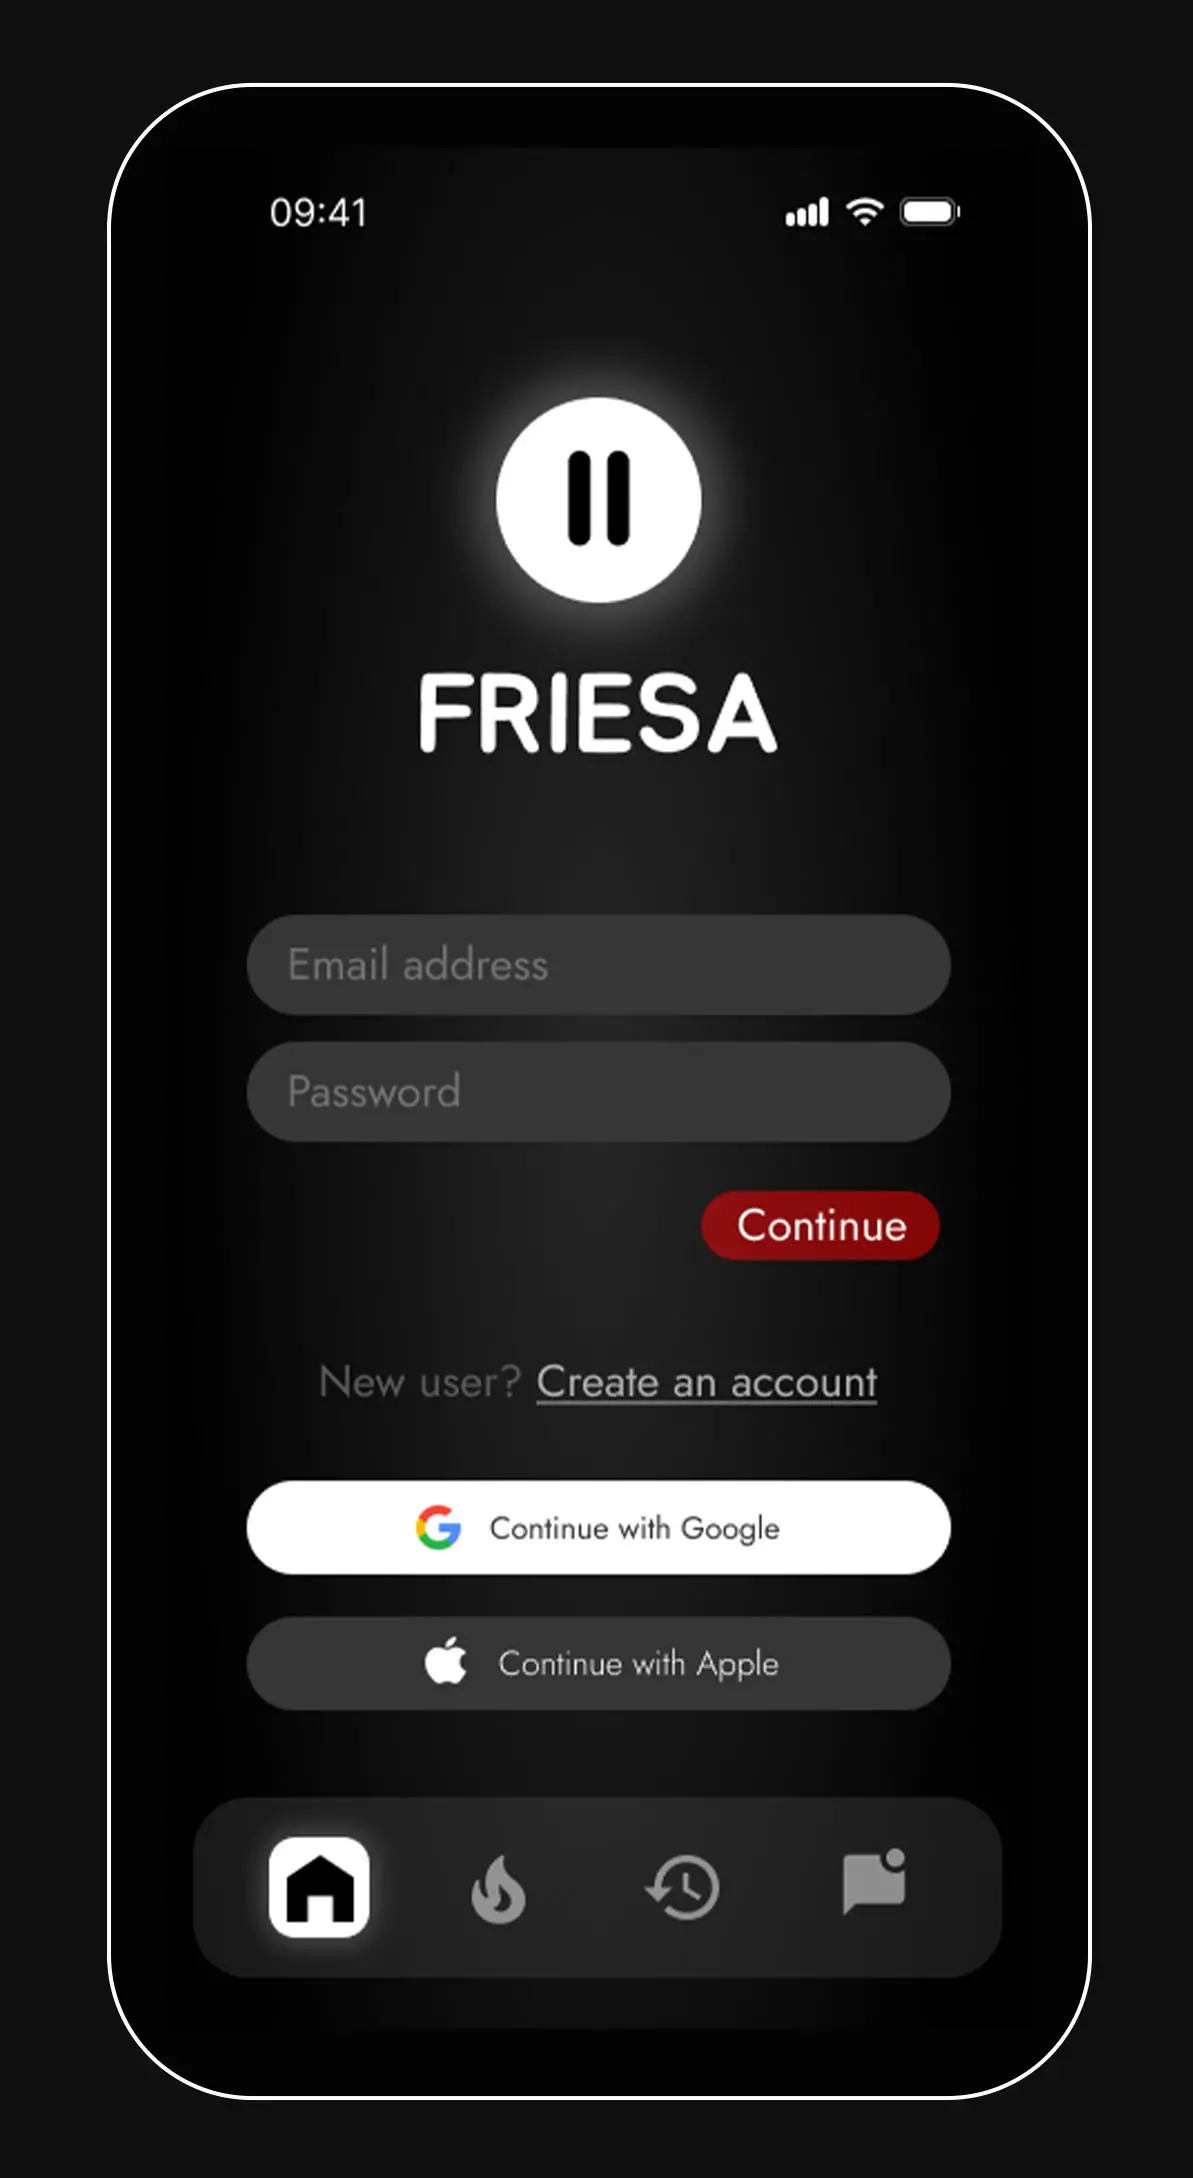 09:41
FRIESA
Email address
Password
Continue
New user? Create an account
Continue with Google
Continue with Apple